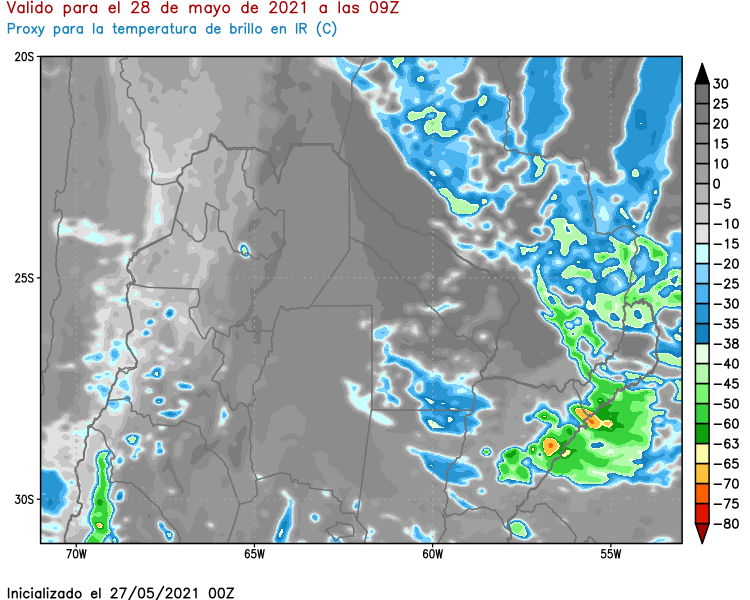 Valido para el 28 de mayo de 2021 a las 09Z
Proxy para la temperatura de brillo en IR (C)
20S
25S
30S
70W
65W
60W
55W
30
25
20
15
10
0
−5
−10
−15
−20
−25
−30
−35
−38
−40
−45
−50
−60
−63
−65
−70
−75
−80
Inicializado el 27/05/2021 00Z